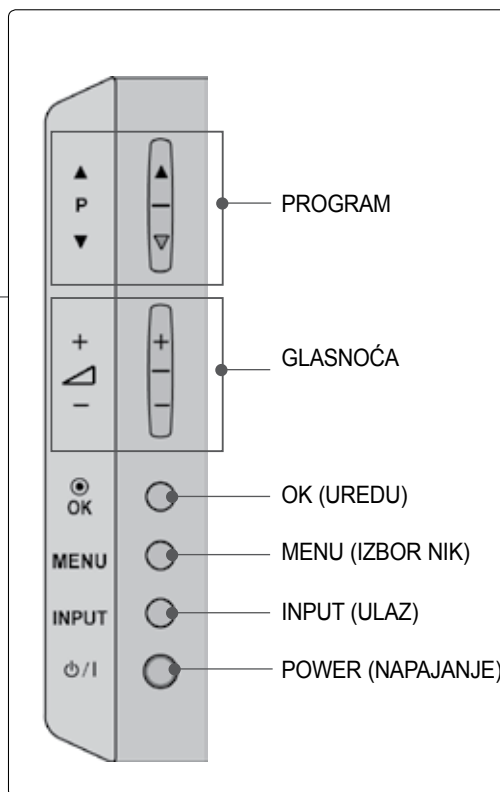 ▲
P
▼
PROGRAM
+
−
GLASNOĆA
OK
OK (UREDU)
MENU
MENU (IZBOR NIK)
INPUT
INPUT (ULAZ)
⏻/I
POWER (NAPAJANJE)